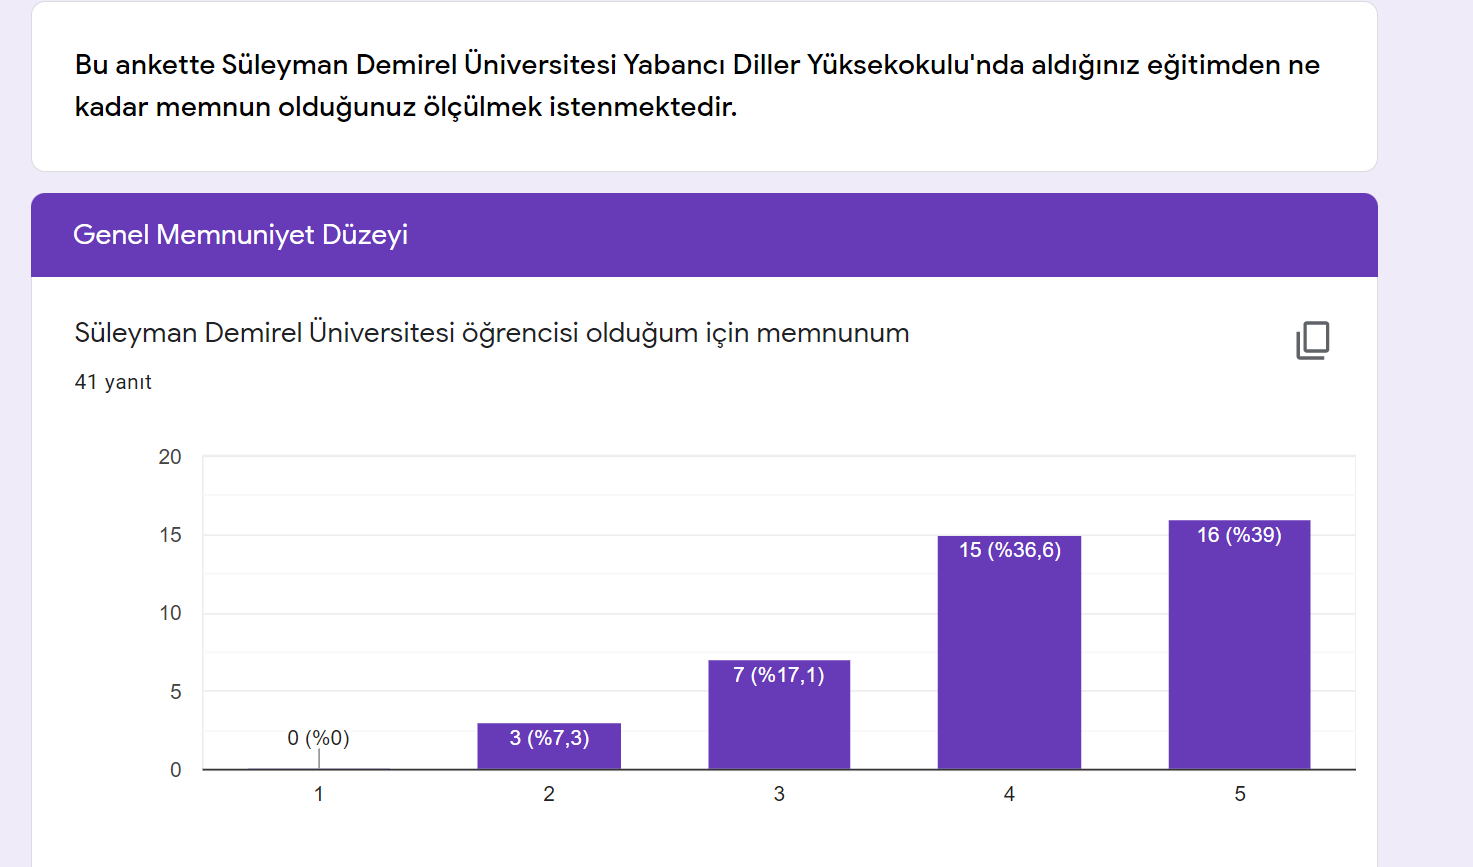 Bu ankette Süleyman Demirel Üniversitesi Yabancı Diller Yüksekokulu'nda aldığınız eğitimden ne
kadar memnun olduğunuz ölçülmek istenmektedir.
Genel Memnuniyet Düzeyi
Süleyman Demirel Üniversitesi öğrencisi olduğum için memnunum
41 yanıt
20
15
10
5
0
0 (%0)
3 (%7,3)
7 (%17,1)
15 (%36,6)
16 (%39)
1 2 3 4 5